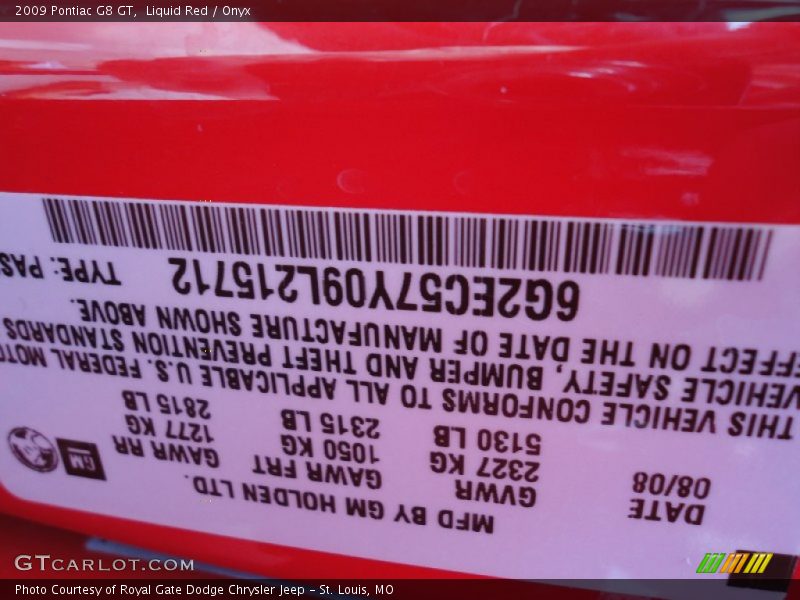 2009 Pontiac G8 GT, Liquid Red / Onyx
MFD BY GM HOLDEN LTD.
DATE GVWR GAWR FRT GAWR RR
08/08 2327 KG 1050 KG 1277 KG
5130 LB 2315 LB 2815 LB
GM
THIS VEHICLE CONFORMS TO ALL APPLICABLE U.S. FEDERAL MOTO
VEHICLE SAFETY, BUMPER AND THEFT PREVENTION STANDARDS
EFFECT ON THE DATE OF MANUFACTURE SHOWN ABOVE.
6G2EC57Y09L215712 TYPE: PAS
GTCARLOT.COM
Photo Courtesy of Royal Gate Dodge Chrysler Jeep – St. Louis, MO